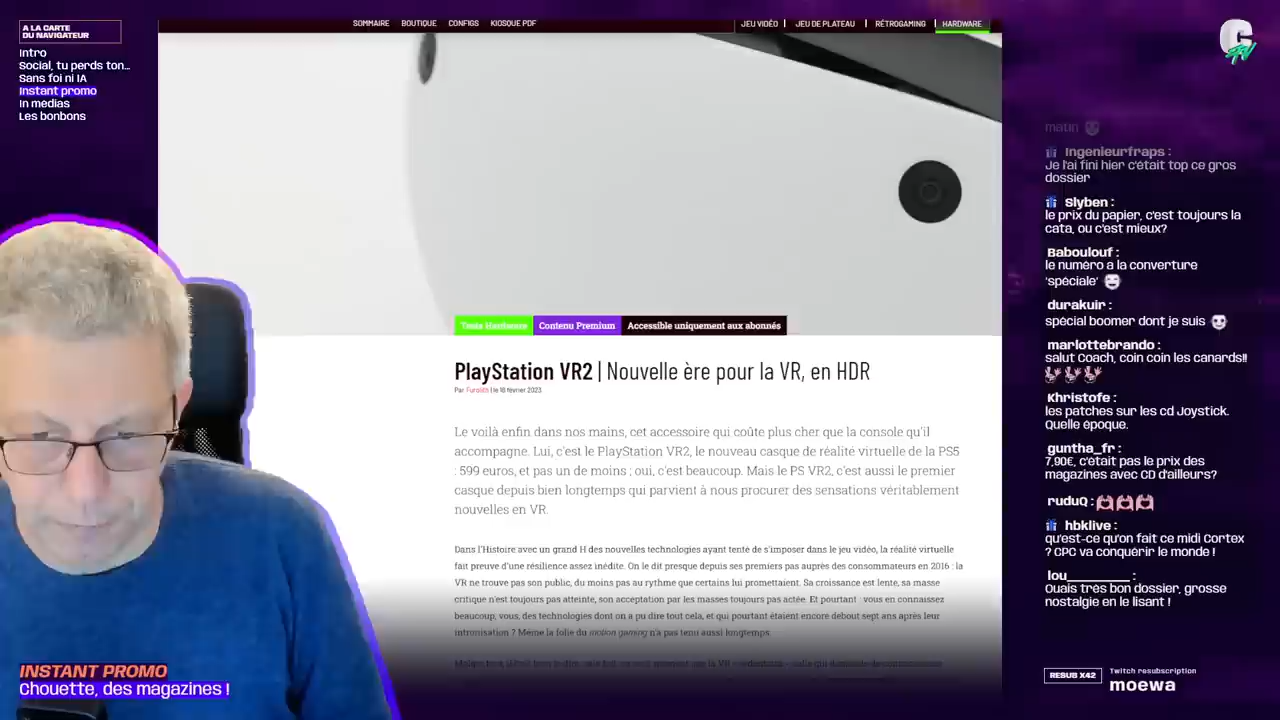 A LA CARTE
DU NAVIGATEUR
Intro
Social, tu perds ton...
Sans foi ni IA
Instant promo
In medias
Les bonbons
SOMMAIRE BOUTIQUE CONFIGS KIOSQUE PDF
JEU VIDÉO | JEU DE PLATEAU | RÉTROGAMING | HARDWARE
Tests Hardware Contenu Premium Accessible uniquement aux abonnés
PlayStation VR2 | Nouvelle ère pour la VR, en HDR
Par Furolith | le 16 février 2023
Le voilà enfin dans nos mains, cet accessoire qui coûte plus cher que la console qu'il
accompagne. Lui, c'est le PlayStation VR2, le nouveau casque de réalité virtuelle de la PS5
: 599 euros, et pas un de moins ; oui, c'est beaucoup. Mais le PS VR2, c'est aussi le premier
casque depuis bien longtemps qui parvient à nous procurer des sensations véritablement
nouvelles en VR.
Dans l'Histoire avec un grand H des nouvelles technologies ayant tenté de s'imposer dans le jeu vidéo, la réalité virtuelle
fait preuve d'une résilience assez inédite. On le dit presque depuis ses premiers pas auprès des consommateurs en 2016 : la
VR ne trouve pas son public, du moins pas au rythme que certains lui promettaient. Sa croissance est lente, sa masse
critique n'est toujours pas atteinte, son acceptation par les masses toujours pas actée. Et pourtant : vous en connaissez
beaucoup, vous, des technologies dont on a pu dire tout cela, et qui pourtant étaient encore debout sept ans après leur
intronisation ? Même la folie du motion gaming n'a pas tenu aussi longtemps.
INSTANT PROMO
Chouette, des magazines !
C TV
matin
Ingenieurfraps :
Je l'ai fini hier c'était top ce gros
dossier
Slyben :
le prix du papier, c'est toujours la
cata, ou c'est mieux?
Baboulouf :
le numéro a la converture
'spéciale'
durakuir :
spécial boomer dont je suis
marlottebrando :
salut Coach, coin coin les canards!!
Khristofe :
les patches sur les cd Joystick.
Quelle époque.
guntha_fr :
7,90€, c'était pas le prix des
magazines avec CD d'ailleurs?
ruduQ :
hbklive :
qu'est-ce qu'on fait ce midi Cortex
? CPC va conquérir le monde !
lou________ :
Ouais très bon dossier, grosse
nostalgie en le lisant !
RESUB X42 Twitch resubscription
moewa